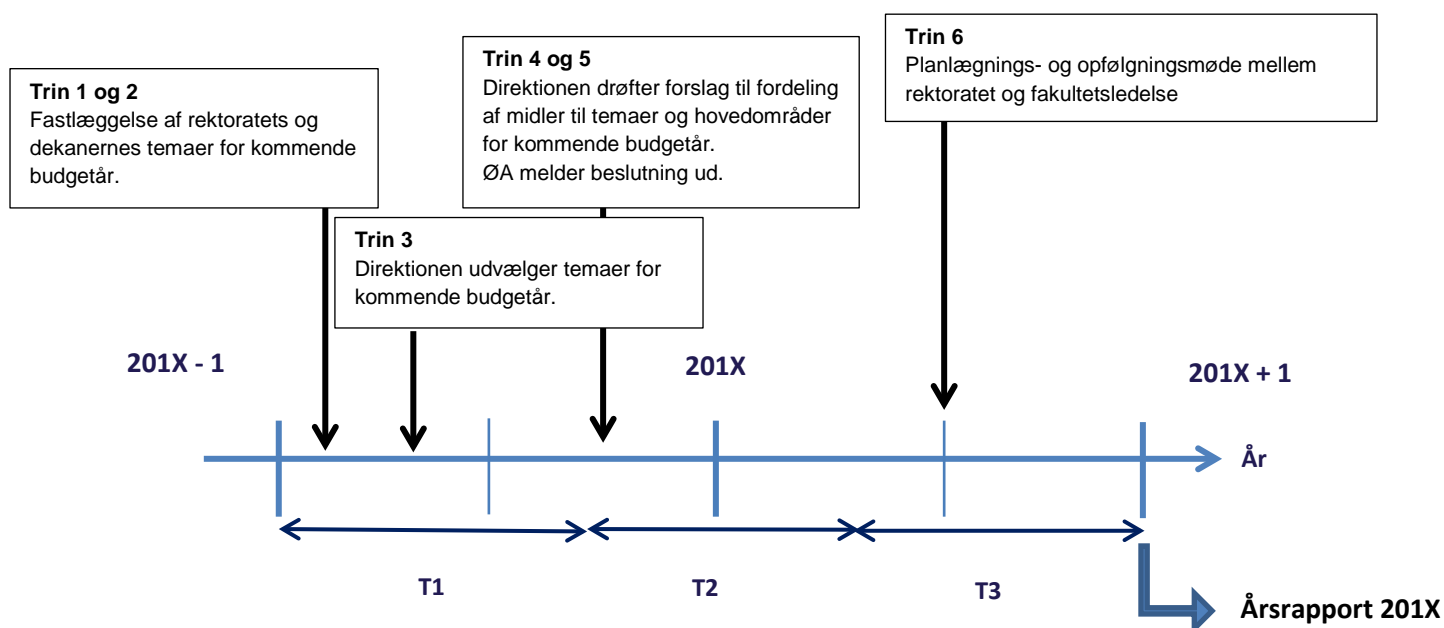 Trin 1 og 2
Fastlæggelse af rektoratets og
dekanernes temaer for kommende
budgetår.
Trin 4 og 5
Direktionen drøfter forslag til fordeling
af midler til temaer og hovedområder
for kommende budgetår.
ØA melder beslutning ud.
Trin 6
Planlægnings- og opfølgningsmøde mellem
rektoratet og fakultetsledelse
Trin 3
Direktionen udvælger temaer for
kommende budgetår.
201X - 1
201X
201X + 1
År
T1
T2
T3
Årsrapport 201X